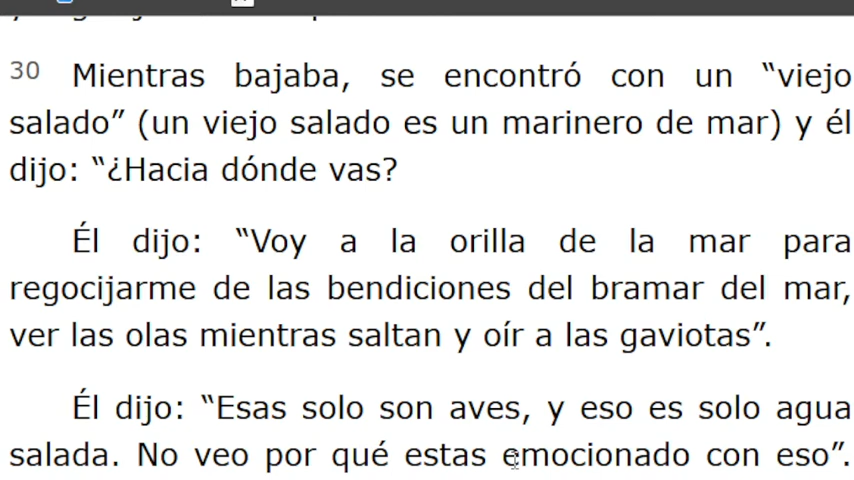 30 Mientras bajaba, se encontró con un “viejo
salado” (un viejo salado es un marinero de mar) y él
dijo: “¿Hacia dónde vas?
Él dijo: “Voy a la orilla de la mar para
regocijarme de las bendiciones del bramar del mar,
ver las olas mientras saltan y oír a las gaviotas”.
Él dijo: “Esas solo son aves, y eso es solo agua
salada. No veo por qué estas emocionado con eso”.